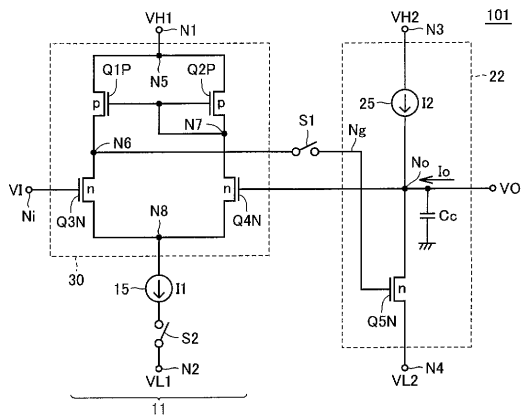 VH1
N1
VH2
N3
101
Q1P
N5
Q2P
p
p
22
25
I2
S1
Ng
N7
N6
No
Io
VI
Ni
n
Q3N
n
Q4N
VO
Cc
N8
n
Q5N
30
15
I1
S2
N2
VL1
N4
VL2
11